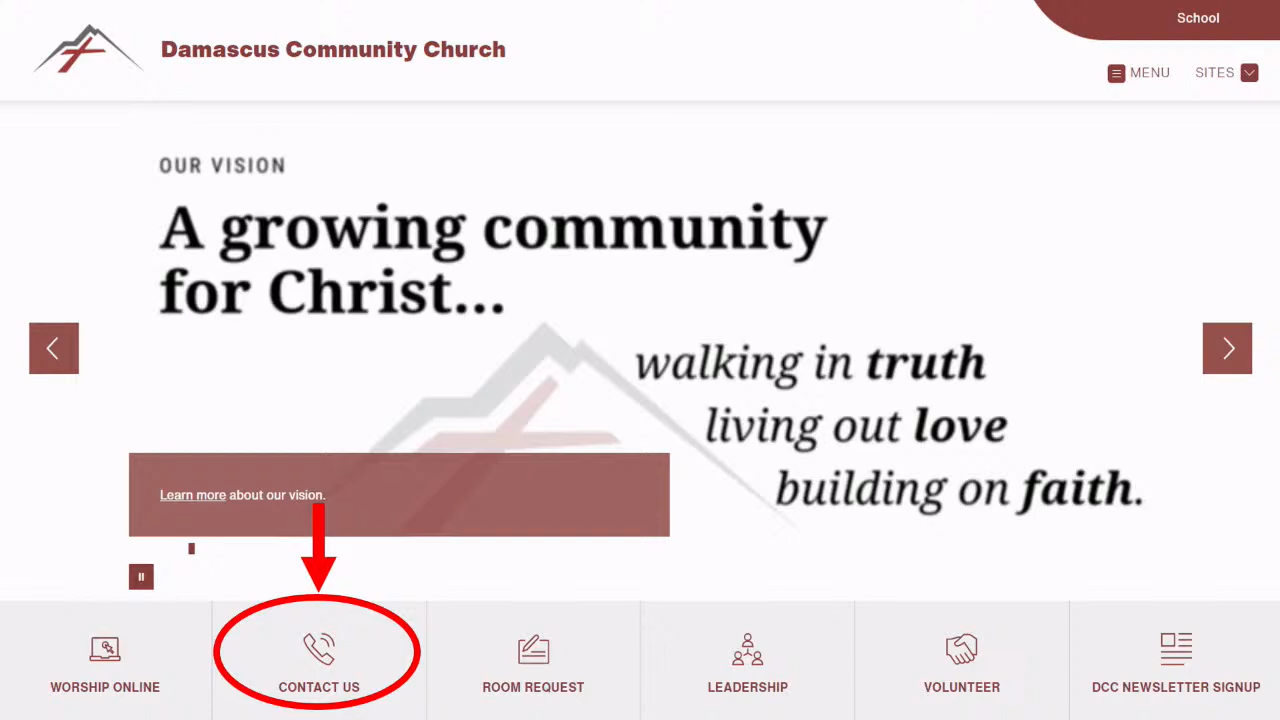 School
Damascus Community Church
MENU
SITES
OUR VISION
A growing community
for Christ...
walking in truth
living out love
building on faith.
Learn more about our vision.
WORSHIP ONLINE
CONTACT US
ROOM REQUEST
LEADERSHIP
VOLUNTEER
DCC NEWSLETTER SIGNUP